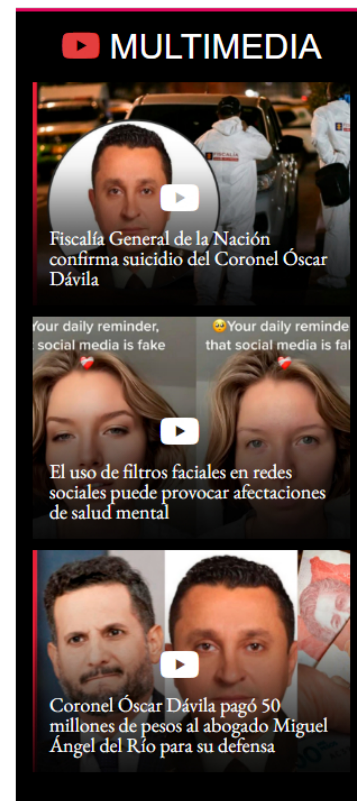 MULTIMEDIA
Fiscalía General de la Nación
confirma suicidio del Coronel Óscar
Dávila
Your daily reminder,
social media is fake
Your daily
that social media is
El uso de filtros faciales en redes
sociales puede provocar afectaciones
de salud mental
Coronel Óscar Dávila pagó 50
millones de pesos al abogado Miguel
Ángel del Río para su defensa